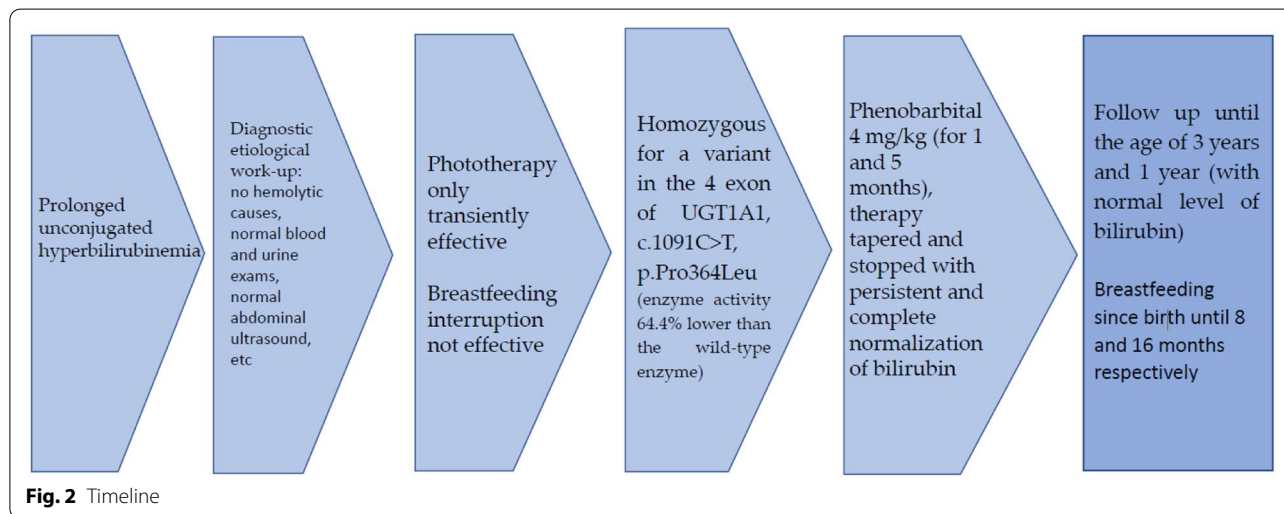 Prolonged
unconjugated
hyperbilirubinemia
Diagnostic
etiological
work-up:
no hemolytic
causes,
normal blood
and urine
exams,
normal
abdominal
ultrasound,
etc
Phototherapy
only
transiently
effective
Breastfeeding
interruption
not effective
Homozygous
for a variant
in the 4 exon
of UGT1A1,
c.1091C>T,
p.Pro364Leu
(enzyme activity
64.4% lower than
the wild-type
enzyme)
Phenobarbital
4 mg/kg (for 1
and 5
months),
therapy
tapered and
stopped with
persistent and
complete
normalization
of bilirubin
Follow up until
the age of 3 years
and 1 year (with
normal level of
bilirubin)
Breastfeeding
since birth until 8
and 16 months
respectively
Fig. 2 Timeline